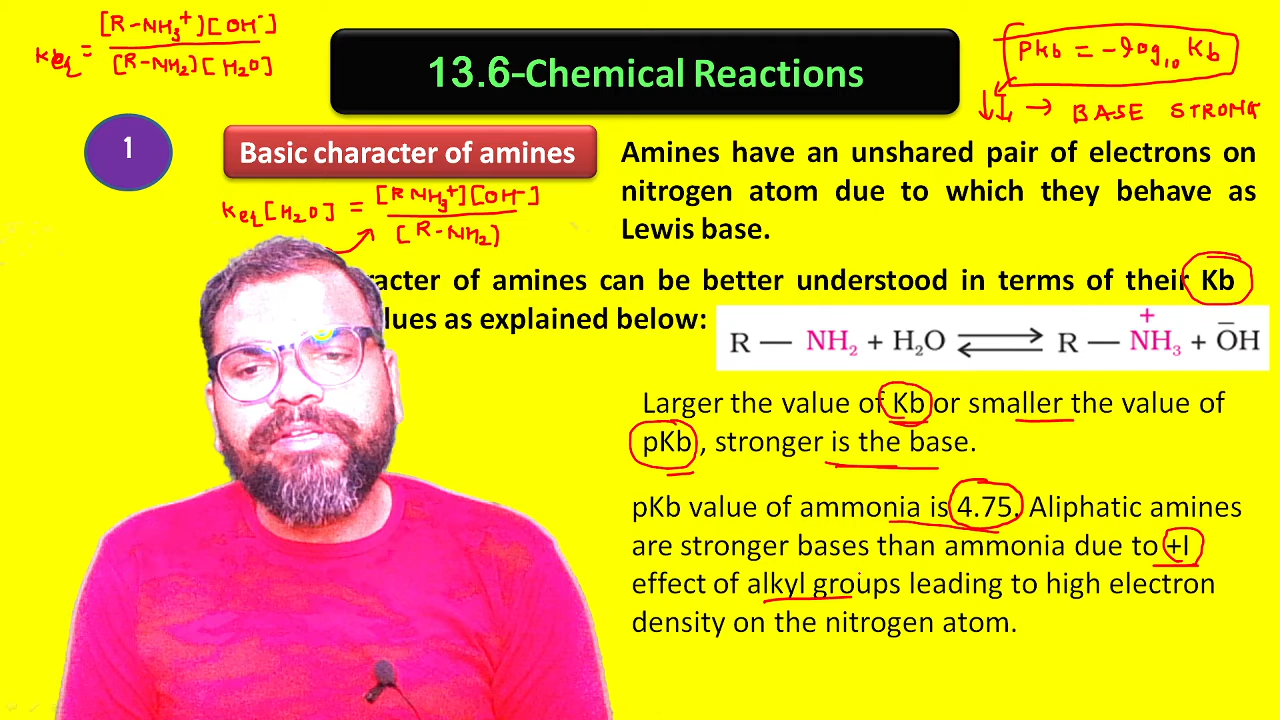 Keq = [R-NH₃⁺][OH⁻] / [R-NH₂][H₂O]
13.6-Chemical Reactions
pkb = -log₁₀ Kb
↓↓ → BASE STRONG
1
Basic character of amines
Keq[H₂O] = [RNH₃⁺][OH⁻] / [R-NH₂]
Amines have an unshared pair of electrons on
nitrogen atom due to which they behave as
Lewis base.
racter of amines can be better understood in terms of their Kb
lues as explained below:
R — NH₂ + H₂O ⇌ R — N⁺H₃ + ŌH
Larger the value of Kb or smaller the value of
pKb , stronger is the base.
pKb value of ammonia is 4.75. Aliphatic amines
are stronger bases than ammonia due to +I
effect of alkyl groups leading to high electron
density on the nitrogen atom.